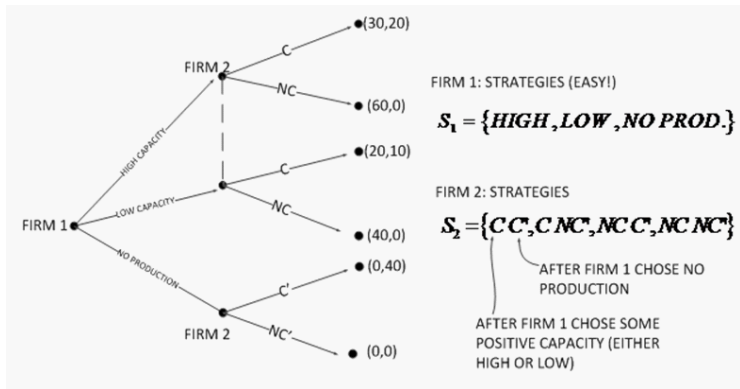 (30,20)
C
FIRM 2
NC
(60,0)
HIGH CAPACITY
(20,10)
C
LOW CAPACITY
NC
FIRM 1
(40,0)
NO PRODUCTION
(0,40)
C'
FIRM 2
NC'
(0,0)
FIRM 1: STRATEGIES (EASY!)
S₁ = {HIGH ,LOW ,NO PROD.}
FIRM 2: STRATEGIES
S₂ ={C C',C NC',NC C',NC NC'}
AFTER FIRM 1 CHOSE NO
PRODUCTION
AFTER FIRM 1 CHOSE SOME
POSITIVE CAPACITY (EITHER
HIGH OR LOW)